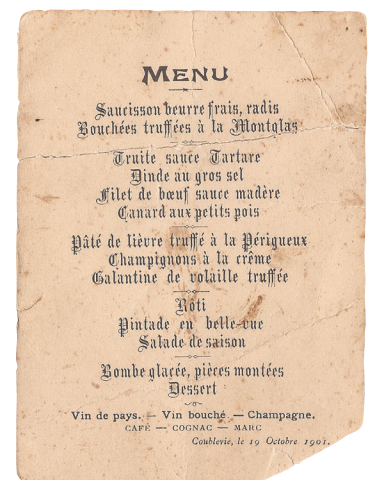 MENU
Saucisson beurre frais, radis
Bouchées truffées à la Montglas
Truite sauce Tartare
Dinde au gros sel
Filet de bœuf sauce madère
Canard aux petits pois
Pâté de lièvre truffé à la Périgueux
Champignons à la crême
Galantine de volaille truffée
Rôti
Pintade en belle-vue
Salade de saison
Bombe glacée, pièces montées
Dessert
Vin de pays. — Vin bouché. — Champagne.
CAFÉ — COGNAC — MARC
Coublevie, le 19 Octobre 1901.